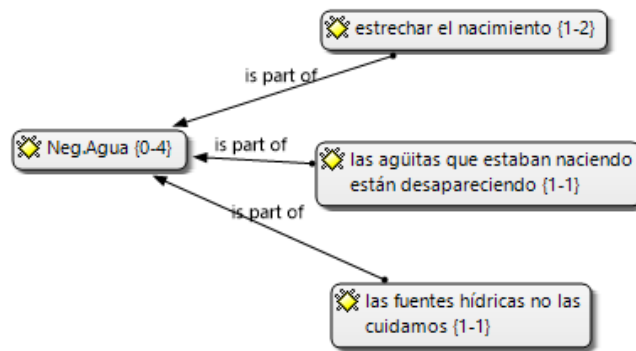 estrechar el nacimiento {1-2}
is part of
Neg.Agua {0-4}
is part of
las agüitas que estaban naciendo
están desapareciendo {1-1}
is part of
las fuentes hídricas no las
cuidamos {1-1}